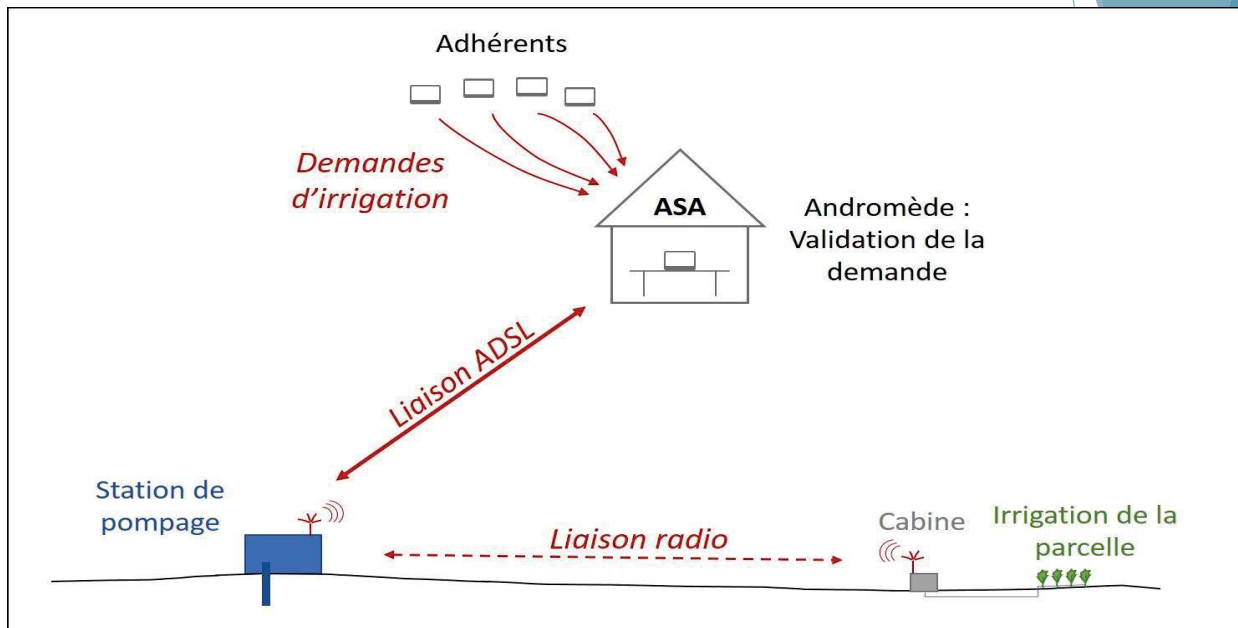 Adhérents
Demandes
d'irrigation
ASA
Andromède :
Validation de la
demande
Liaison ADSL
Station de
pompage
Liaison radio
Cabine
Irrigation de la
parcelle